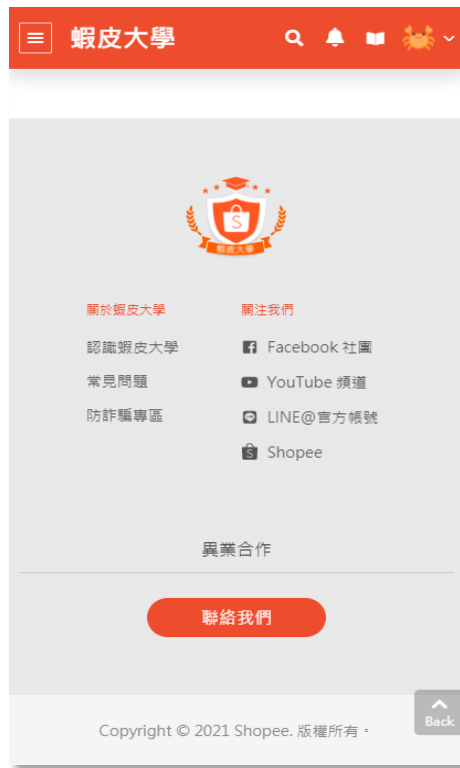 蝦皮大學
S
蝦皮大學
關於蝦皮大學
認識蝦皮大學
常見問題
防詐騙專區
關注我們
Facebook 社團
YouTube 頻道
LINE@官方帳號
Shopee
異業合作
聯絡我們
Back
Copyright © 2021 Shopee. 版權所有。